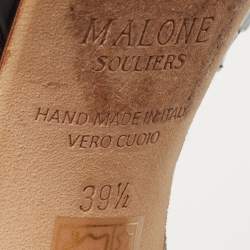 MALONE
SOULIERS
HAND MADE IN ITALY
VERO CUOIO
39½